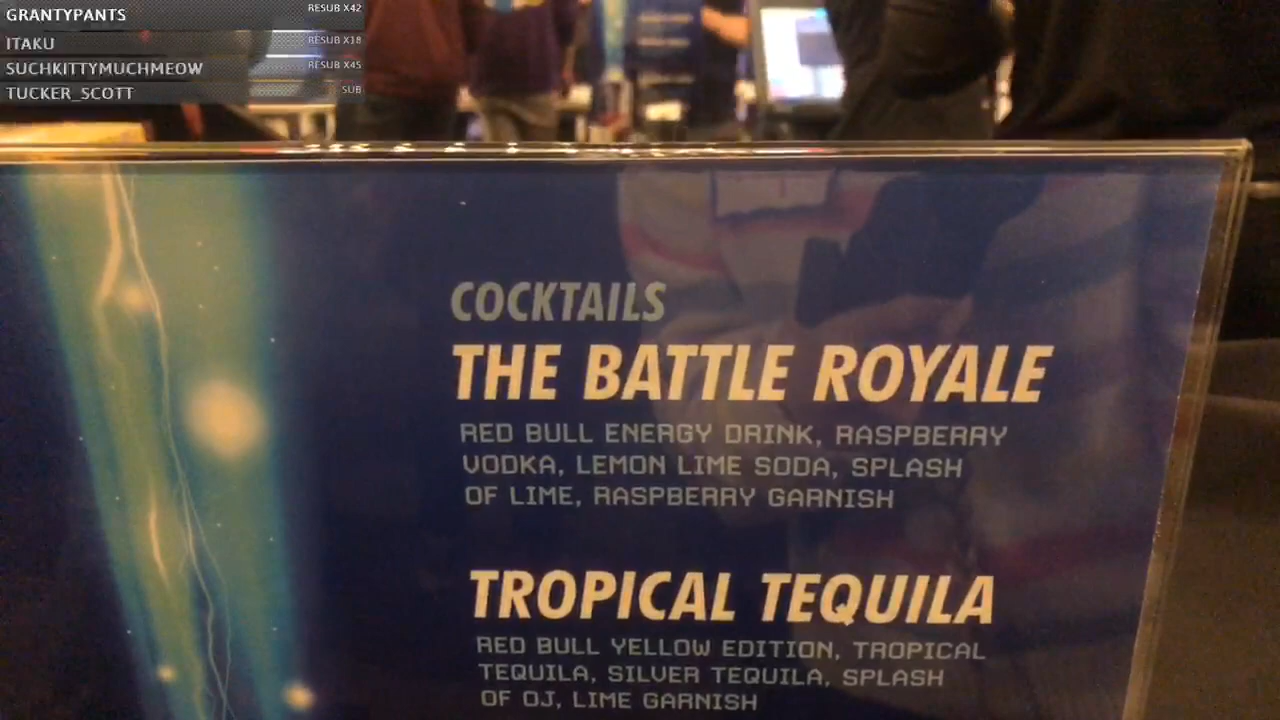 GRANTYPANTS RESUB X42
ITAKU RESUB X18
SUCHKITTYMUCHMEOW RESUB X45
TUCKER_SCOTT SUB
COCKTAILS
THE BATTLE ROYALE
RED BULL ENERGY DRINK, RASPBERRY
VODKA, LEMON LIME SODA, SPLASH
OF LIME, RASPBERRY GARNISH
TROPICAL TEQUILA
RED BULL YELLOW EDITION, TROPICAL
TEQUILA, SILVER TEQUILA, SPLASH
OF OJ, LIME GARNISH